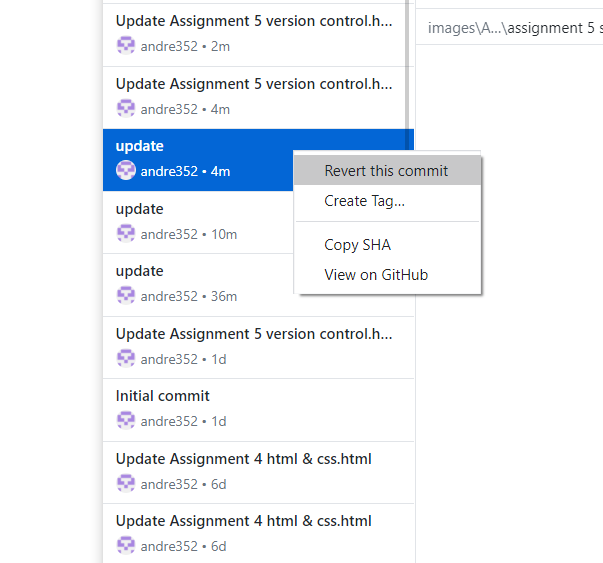 Update Assignment 5 version control.h...
andre352 • 2m
Update Assignment 5 version control.h...
andre352 • 4m
update
andre352 • 4m
update
andre352 • 10m
update
andre352 • 36m
Update Assignment 5 version control.h...
andre352 • 1d
Initial commit
andre352 • 1d
Update Assignment 4 html & css.html
andre352 • 6d
Update Assignment 4 html & css.html
andre352 • 6d
Revert this commit
Create Tag...
Copy SHA
View on GitHub
images\A...\assignment 5 s